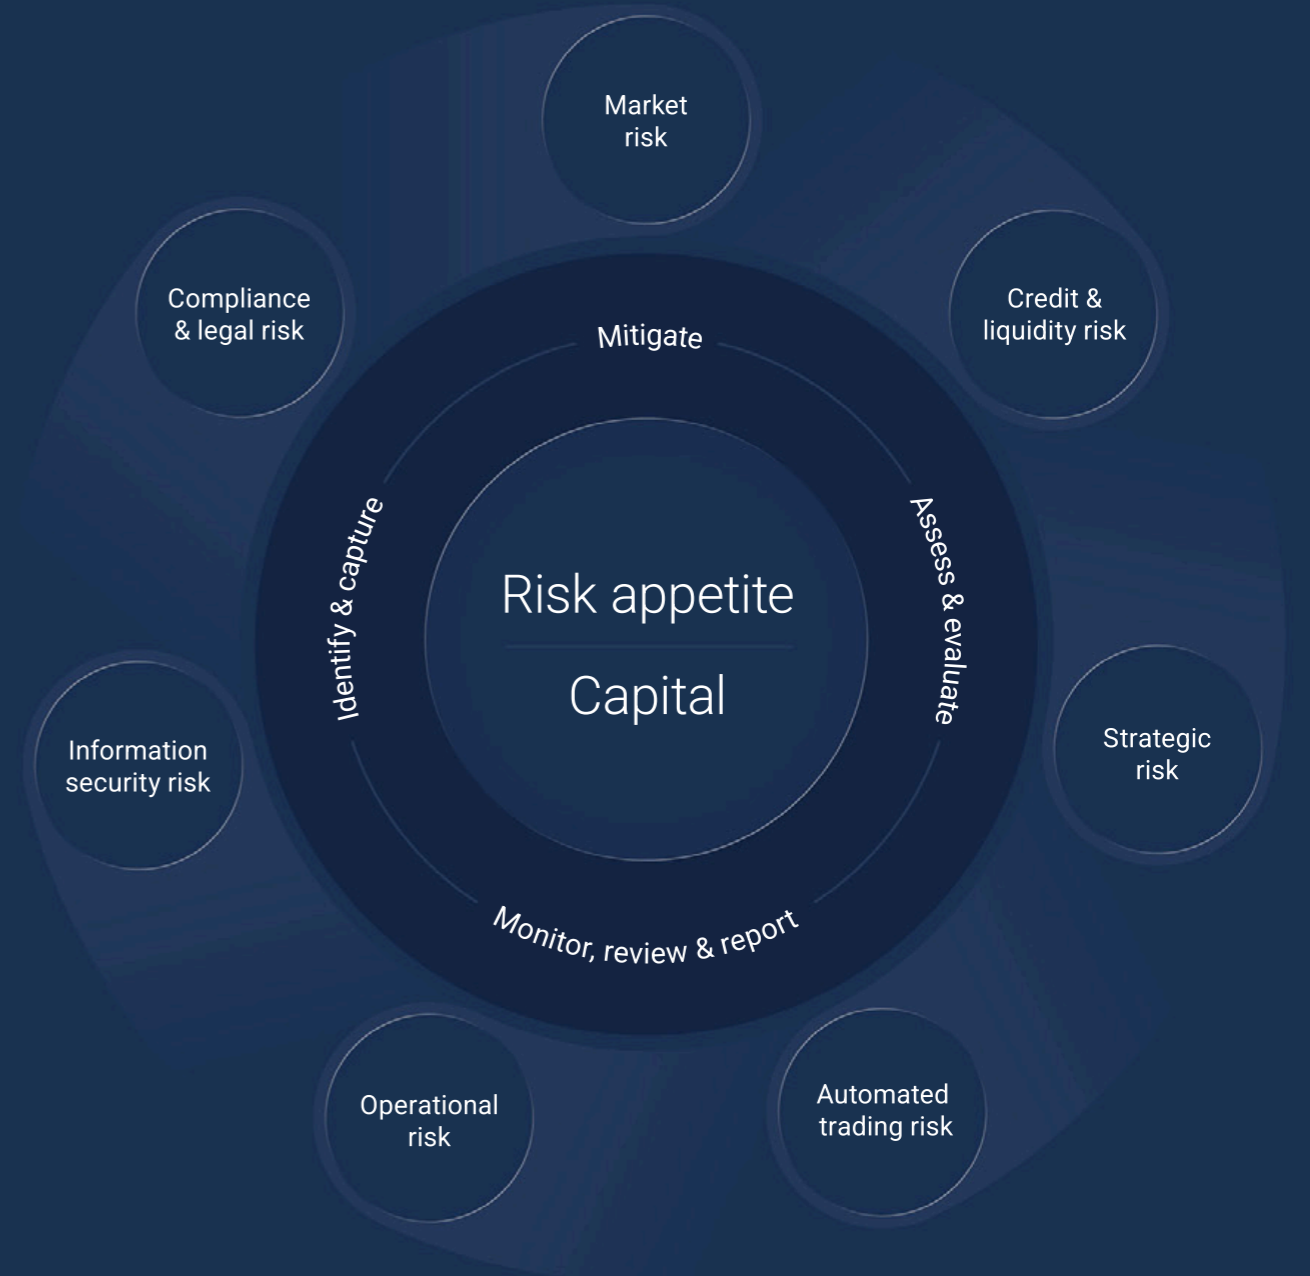 Market
risk
Compliance
& legal risk
Credit &
liquidity risk
Mitigate
Identify & capture
Assess & evaluate
Risk appetite
Capital
Information
security risk
Strategic
risk
Monitor, review & report
Operational
risk
Automated
trading risk